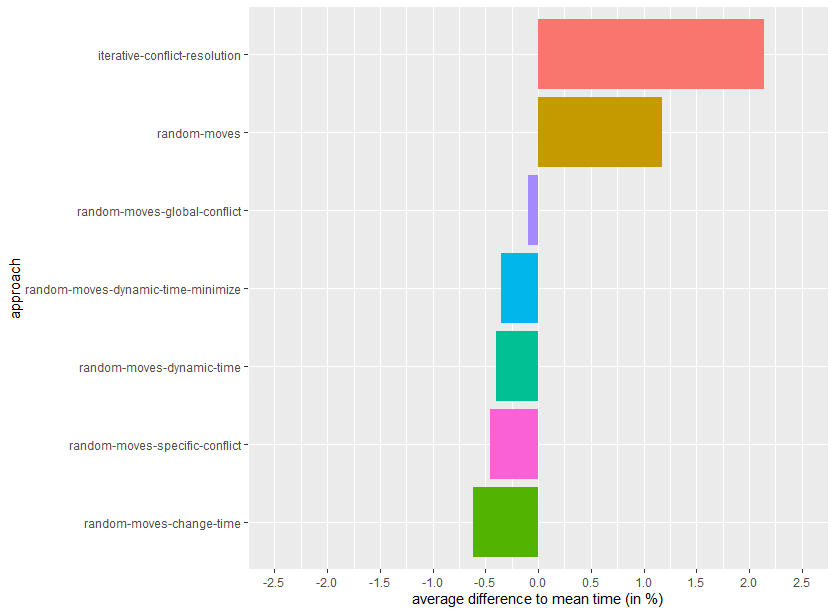 iterative-conflict-resolution
random-moves
random-moves-global-conflict
random-moves-dynamic-time-minimize
random-moves-dynamic-time
random-moves-specific-conflict
random-moves-change-time
approach
-2.5 -2.0 -1.5 -1.0 -0.5 0.0 0.5 1.0 1.5 2.0 2.5
average difference to mean time (in %)